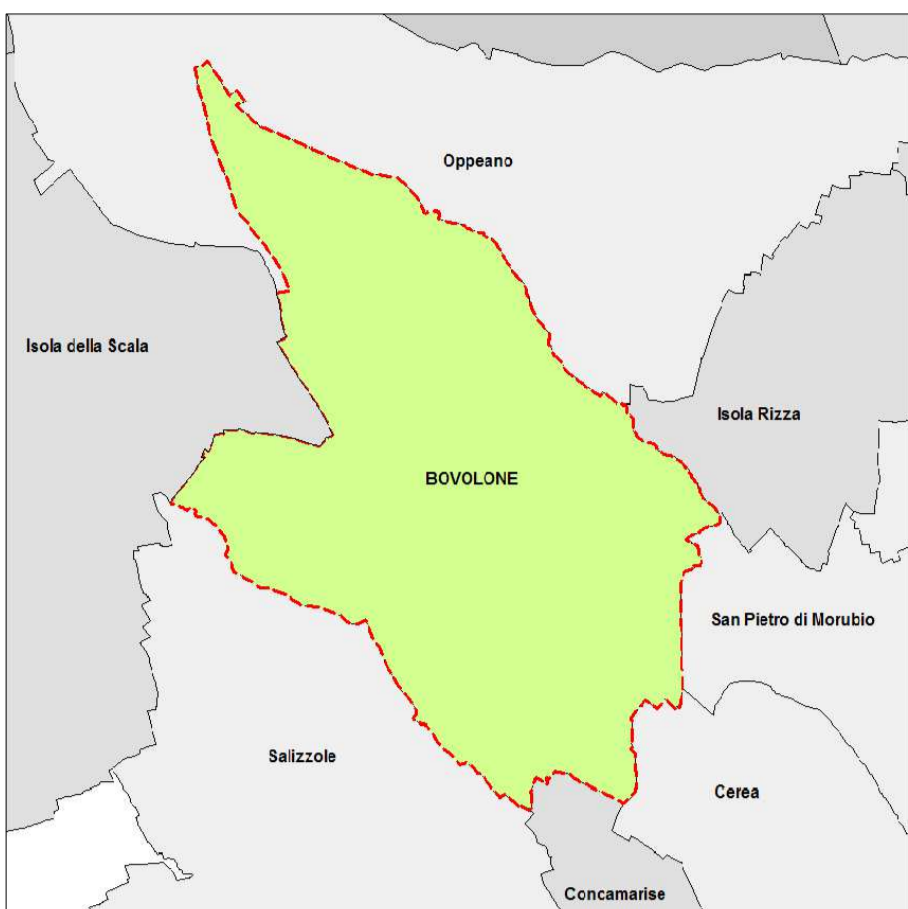 Oppeano
Isola della Scala
Isola Rizza
BOVOLONE
San Pietro di Morubio
Salizzole
Cerea
Concamarise